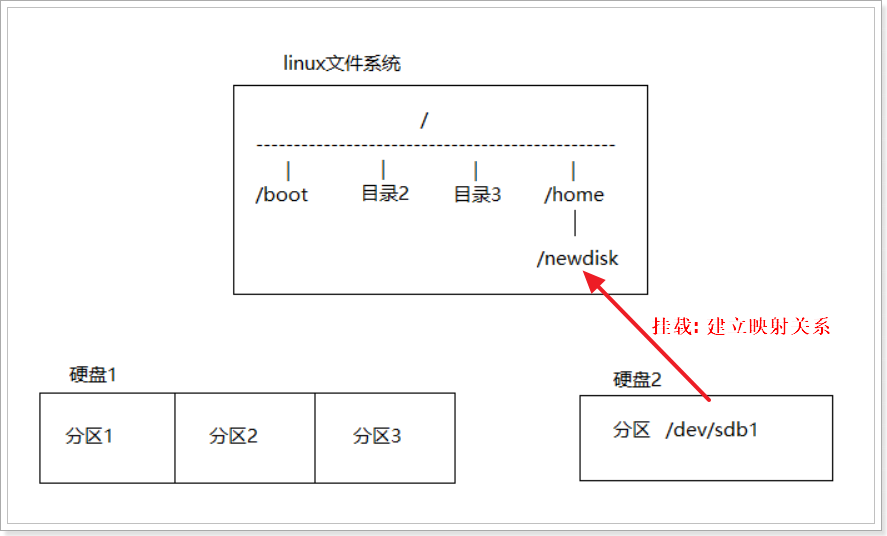 linux文件系统
/
/boot 目录2 目录3 /home
/newdisk
挂载: 建立映射关系
硬盘1
分区1 分区2 分区3
硬盘2
分区 /dev/sdb1